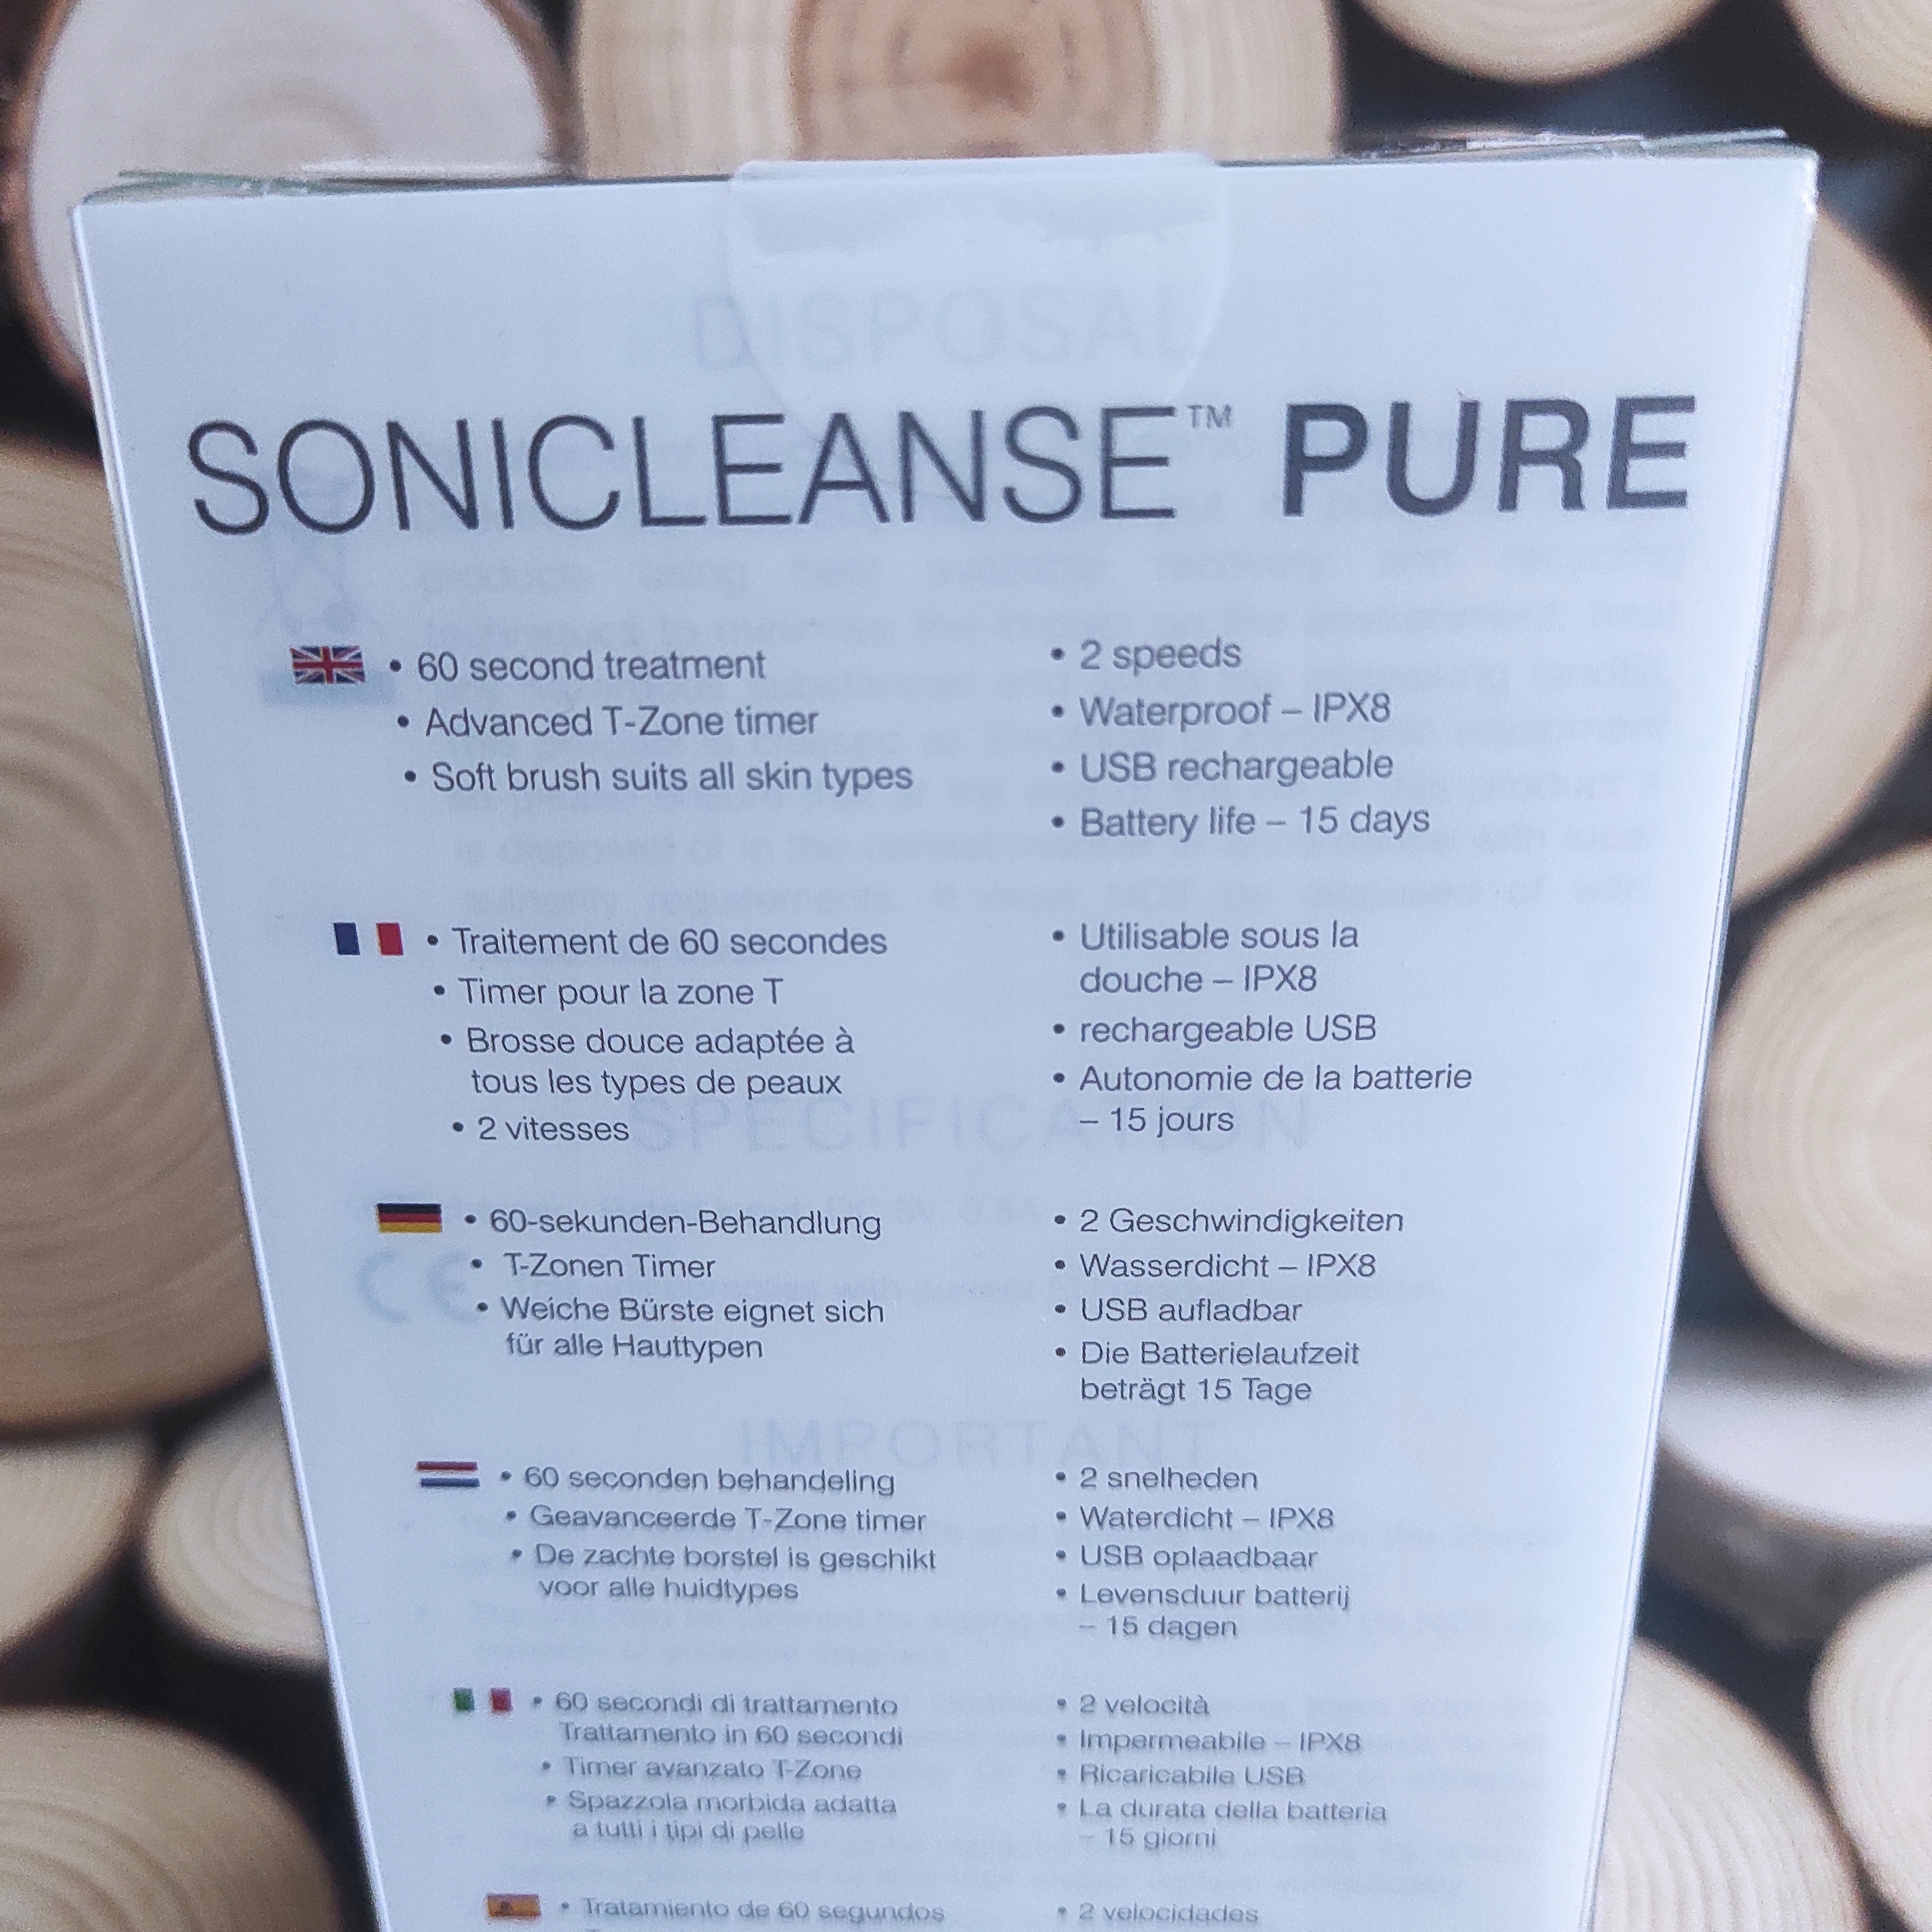 DISPOSAL
SONICLEANSE™ PURE
• 60 second treatment
• Advanced T-Zone timer
• Soft brush suits all skin types
• 2 speeds
• Waterproof – IPX8
• USB rechargeable
• Battery life – 15 days
• Traitement de 60 secondes
• Timer pour la zone T
• Brosse douce adaptée à
tous les types de peaux
• 2 vitesses
• Utilisable sous la
douche – IPX8
• rechargeable USB
• Autonomie de la batterie
– 15 jours
SPECIFICATION
• 60-sekunden-Behandlung
• T-Zonen Timer
• Weiche Bürste eignet sich
für alle Hauttypen
• 2 Geschwindigkeiten
• Wasserdicht – IPX8
• USB aufladbar
• Die Batterielaufzeit
beträgt 15 Tage
CE
IMPORTANT
• 60 seconden behandeling
• Geavanceerde T-Zone timer
• De zachte borstel is geschikt
voor alle huidtypes
• 2 snelheden
• Waterdicht – IPX8
• USB oplaadbaar
• Levensduur batterij
– 15 dagen
• 60 secondi di trattamento
Trattamento in 60 secondi
• Timer avanzato T-Zone
• Spazzola morbida adatta
a tutti i tipi di pelle
• 2 velocità
• Impermeabile – IPX8
• Ricaricabile USB
• La durata della batteria
– 15 giorni
• Tratamiento de 60 segundos
• 2 velocidades